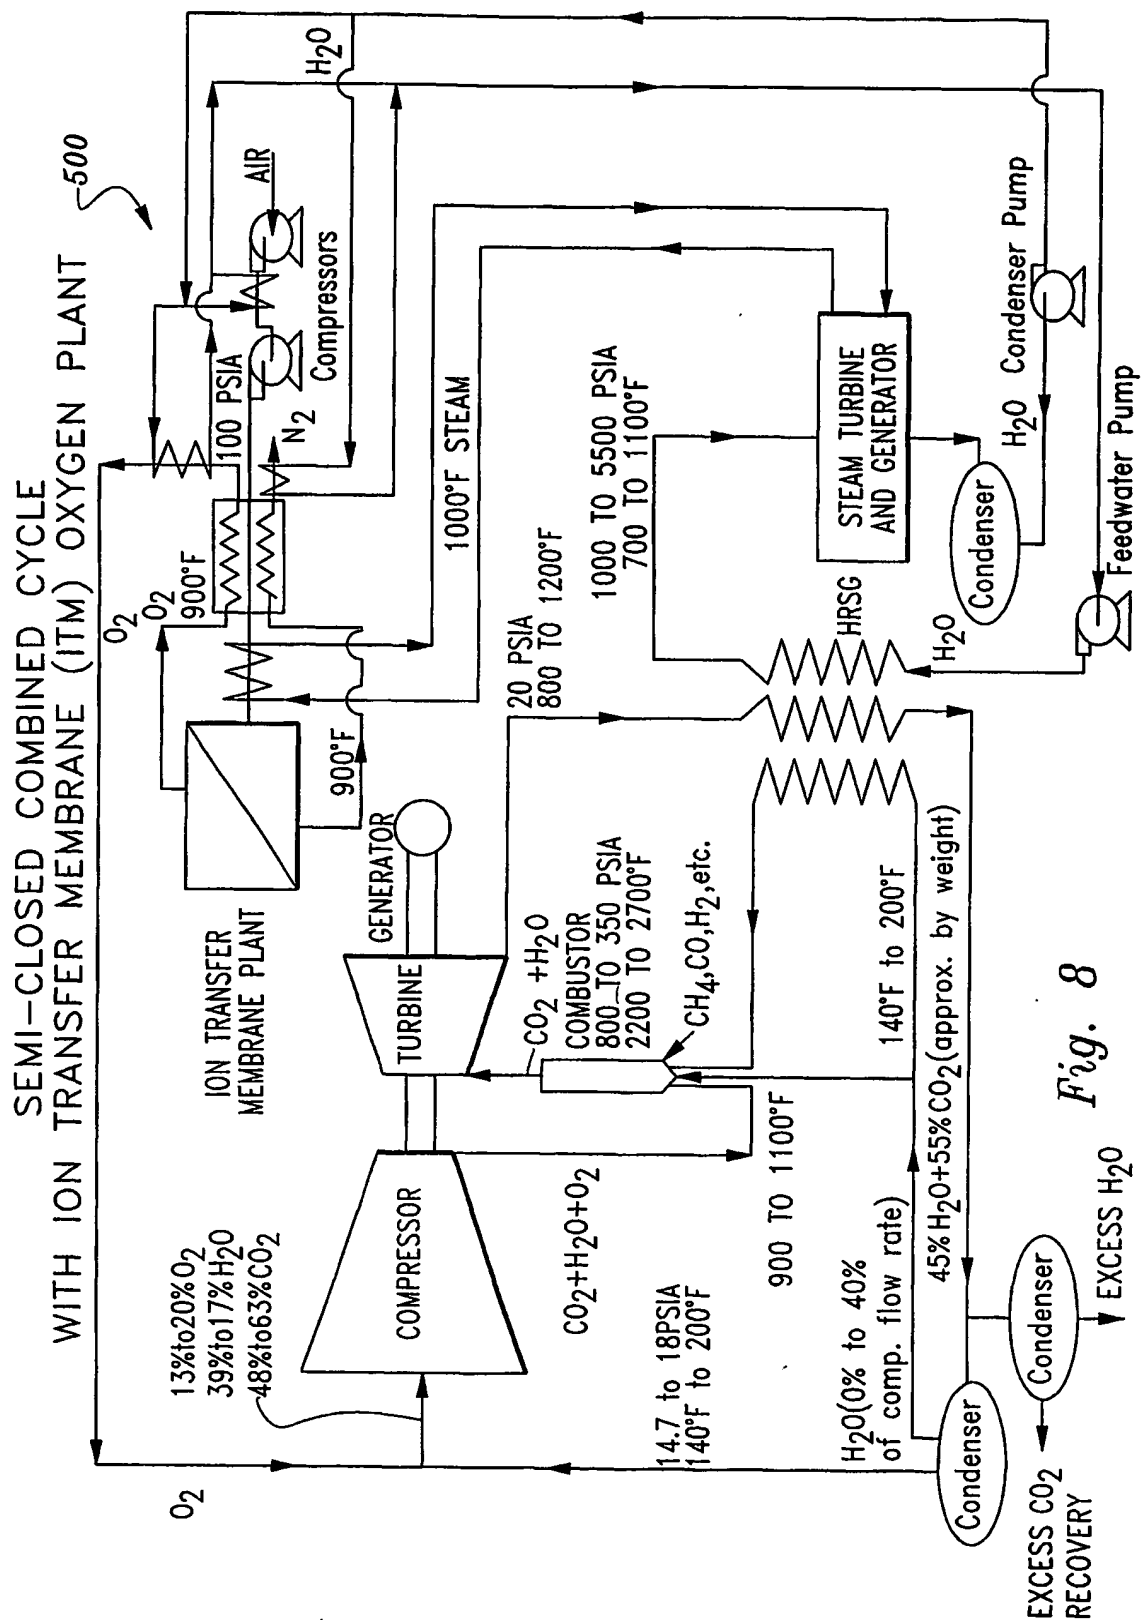 SEMI-CLOSED COMBINED CYCLE
WITH ION TRANSFER MEMBRANE (ITM) OXYGEN PLANT
500
O2
13%to20%O2
39%to17%H2O
48%to63%CO2
COMPRESSOR
CO2+H2O+O2
14.7 to 18PSIA
140°F to 200°F
H2O(0% to 40%
of comp. flow rate)
Condenser
EXCESS CO2
RECOVERY
Condenser
EXCESS H2O
ION TRANSFER
MEMBRANE PLANT
GENERATOR
TURBINE
CO2 +H2O
COMBUSTOR
800 TO 350 PSIA
2200 TO 2700°F
CH4,CO,H2,etc.
900 TO 1100°F
140°F to 200°F
45%H2O+55%CO2(approx. by weight)
O2
O2
900°F
900°F
100 PSIA
N2
Compressors
AIR
H2O
1000°F STEAM
20 PSIA
800 TO 1200°F
1000 TO 5500 PSIA
700 TO 1100°F
HRSG
H2O
STEAM TURBINE
AND GENERATOR
Condenser
H2O Condenser Pump
Feedwater Pump
Fig. 8